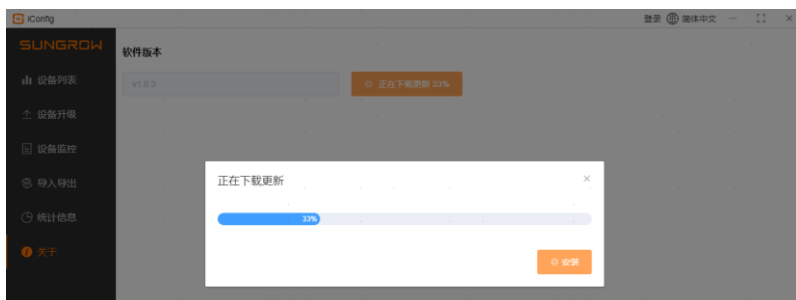 iConfig
登录 简体中文
SUNGROW
软件版本
设备列表
v1.0.3
正在下载更新 33%
设备升级
设备监控
正在下载更新
导入导出
33%
统计信息
关于
安装